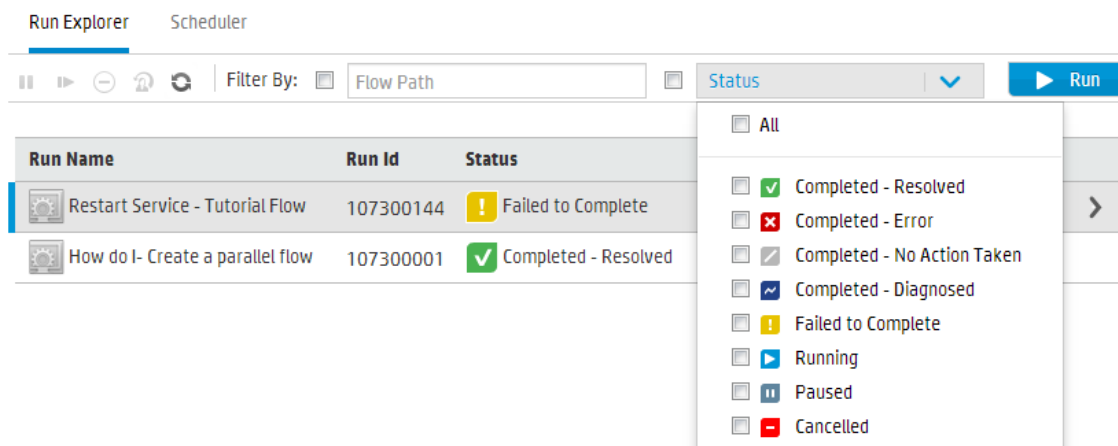 Run Explorer Scheduler
Filter By: Flow Path Status Run
All
Run Name Run Id Status
Restart Service - Tutorial Flow 107300144 Failed to Complete
How do I- Create a parallel flow 107300001 Completed - Resolved
Completed - Resolved
Completed - Error
Completed - No Action Taken
Completed - Diagnosed
Failed to Complete
Running
Paused
Cancelled